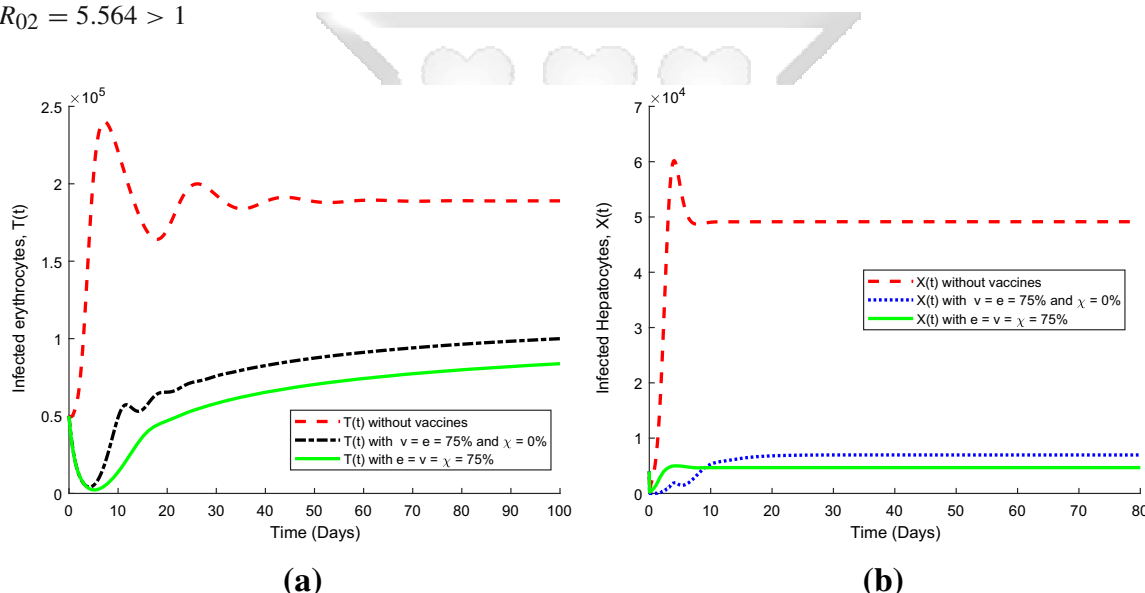 R02 = 5.564 > 1
×10^5
2.5
2
1.5
1
0.5
0
Infected erythrocytes, T(t)
T(t) without vaccines
T(t) with v = e = 75% and χ = 0%
T(t) with e = v = χ = 75%
0 10 20 30 40 50 60 70 80 90 100
Time (Days)
(a)
×10^4
7
6
5
4
3
2
1
0
Infected Hepatocytes, X(t)
X(t) without vaccines
X(t) with v = e = 75% and χ = 0%
X(t) with e = v = χ = 75%
0 10 20 30 40 50 60 70 80
Time (Days)
(b)